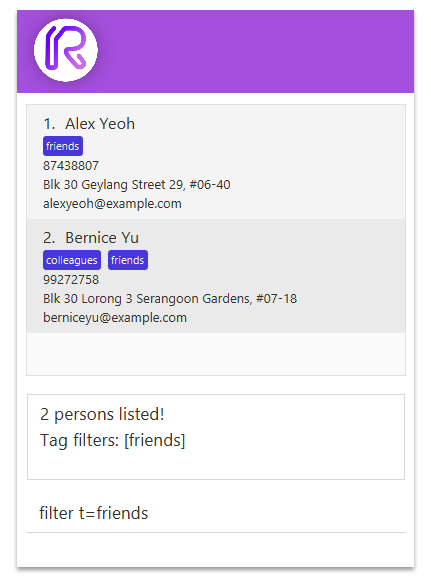 R
1. Alex Yeoh
friends
87438807
Blk 30 Geylang Street 29, #06-40
alexyeoh@example.com
2. Bernice Yu
colleagues friends
99272758
Blk 30 Lorong 3 Serangoon Gardens, #07-18
berniceyu@example.com
2 persons listed!
Tag filters: [friends]
filter t=friends